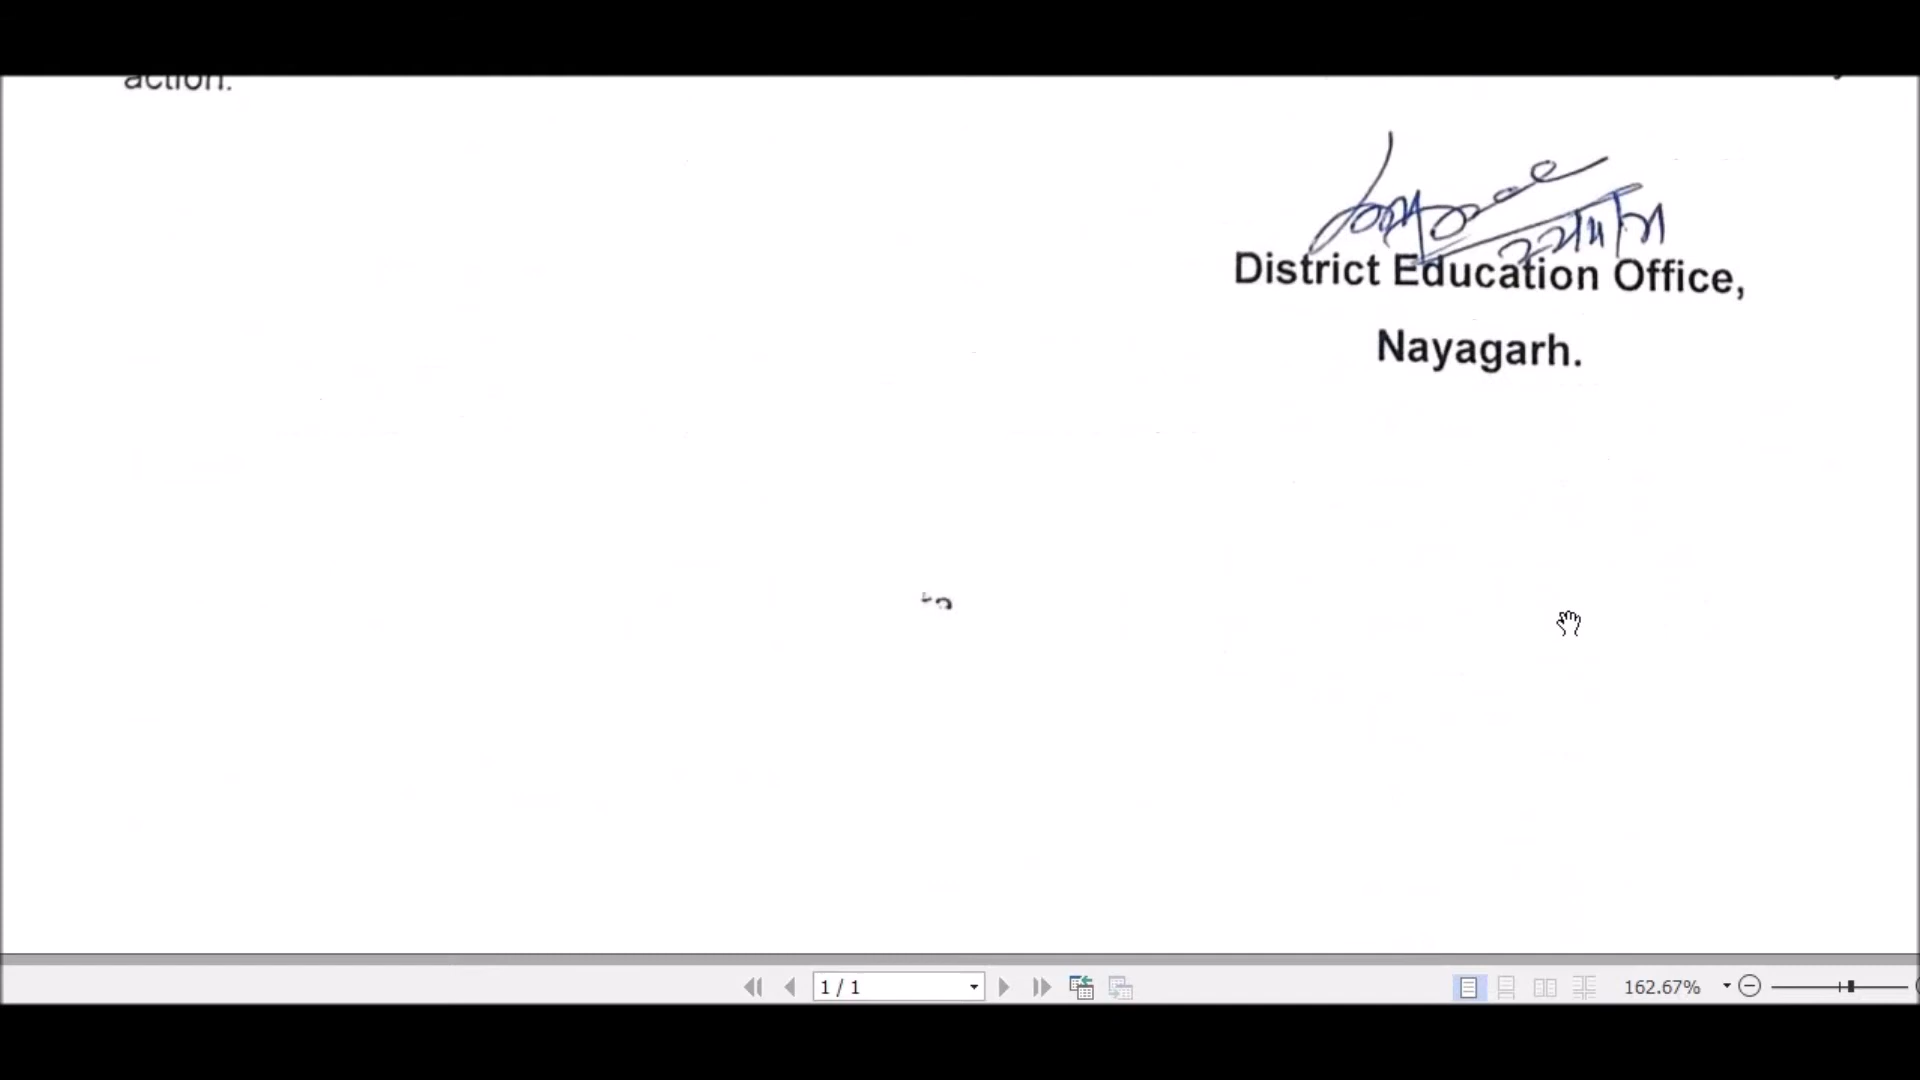 action.
District Education Office,
Nayagarh.
1 / 1
162.67%